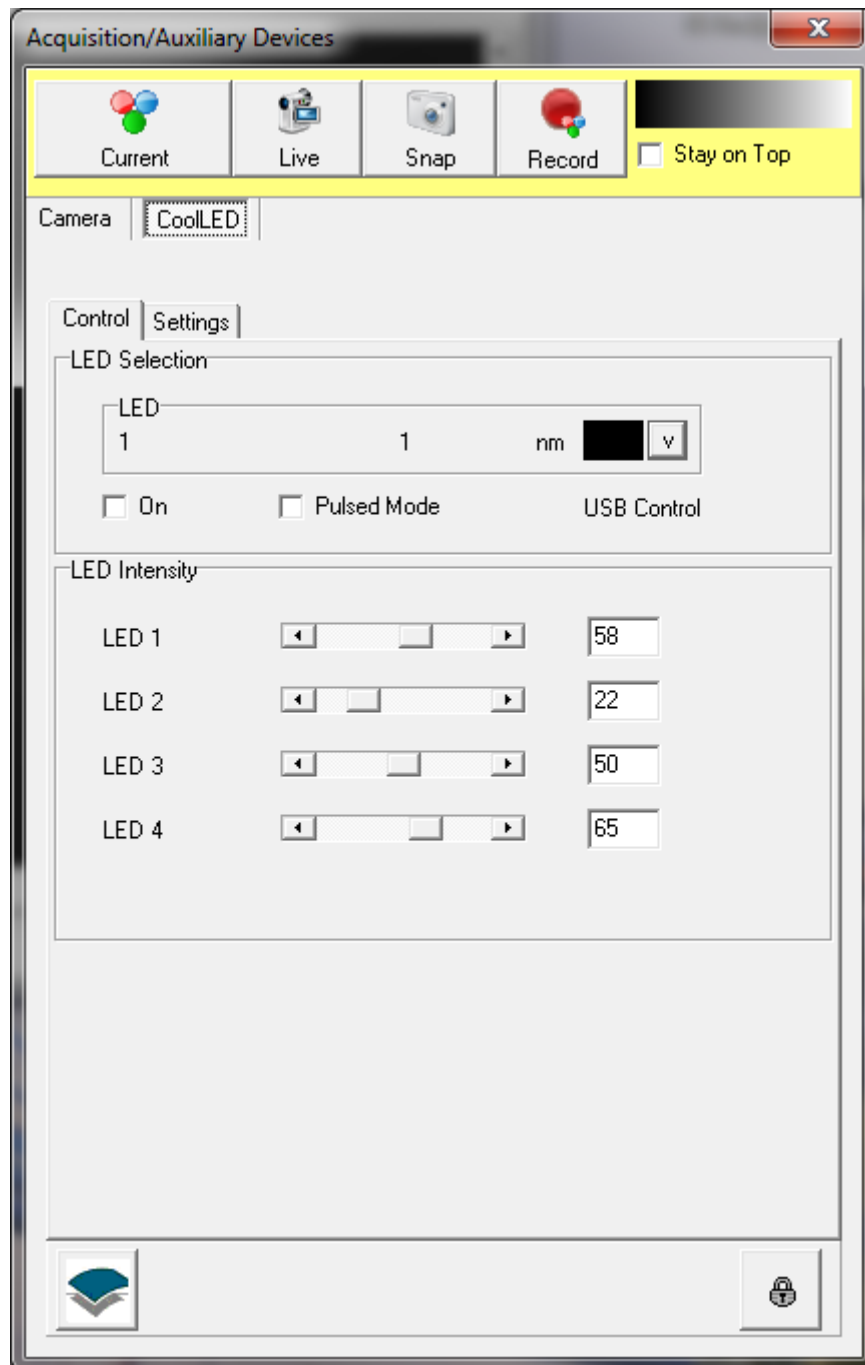 Acquisition/Auxiliary Devices
Current Live Snap Record Stay on Top
Camera CoolLED
Control Settings
LED Selection
LED
1 1 nm v
On Pulsed Mode USB Control
LED Intensity
LED 1 58
LED 2 22
LED 3 50
LED 4 65